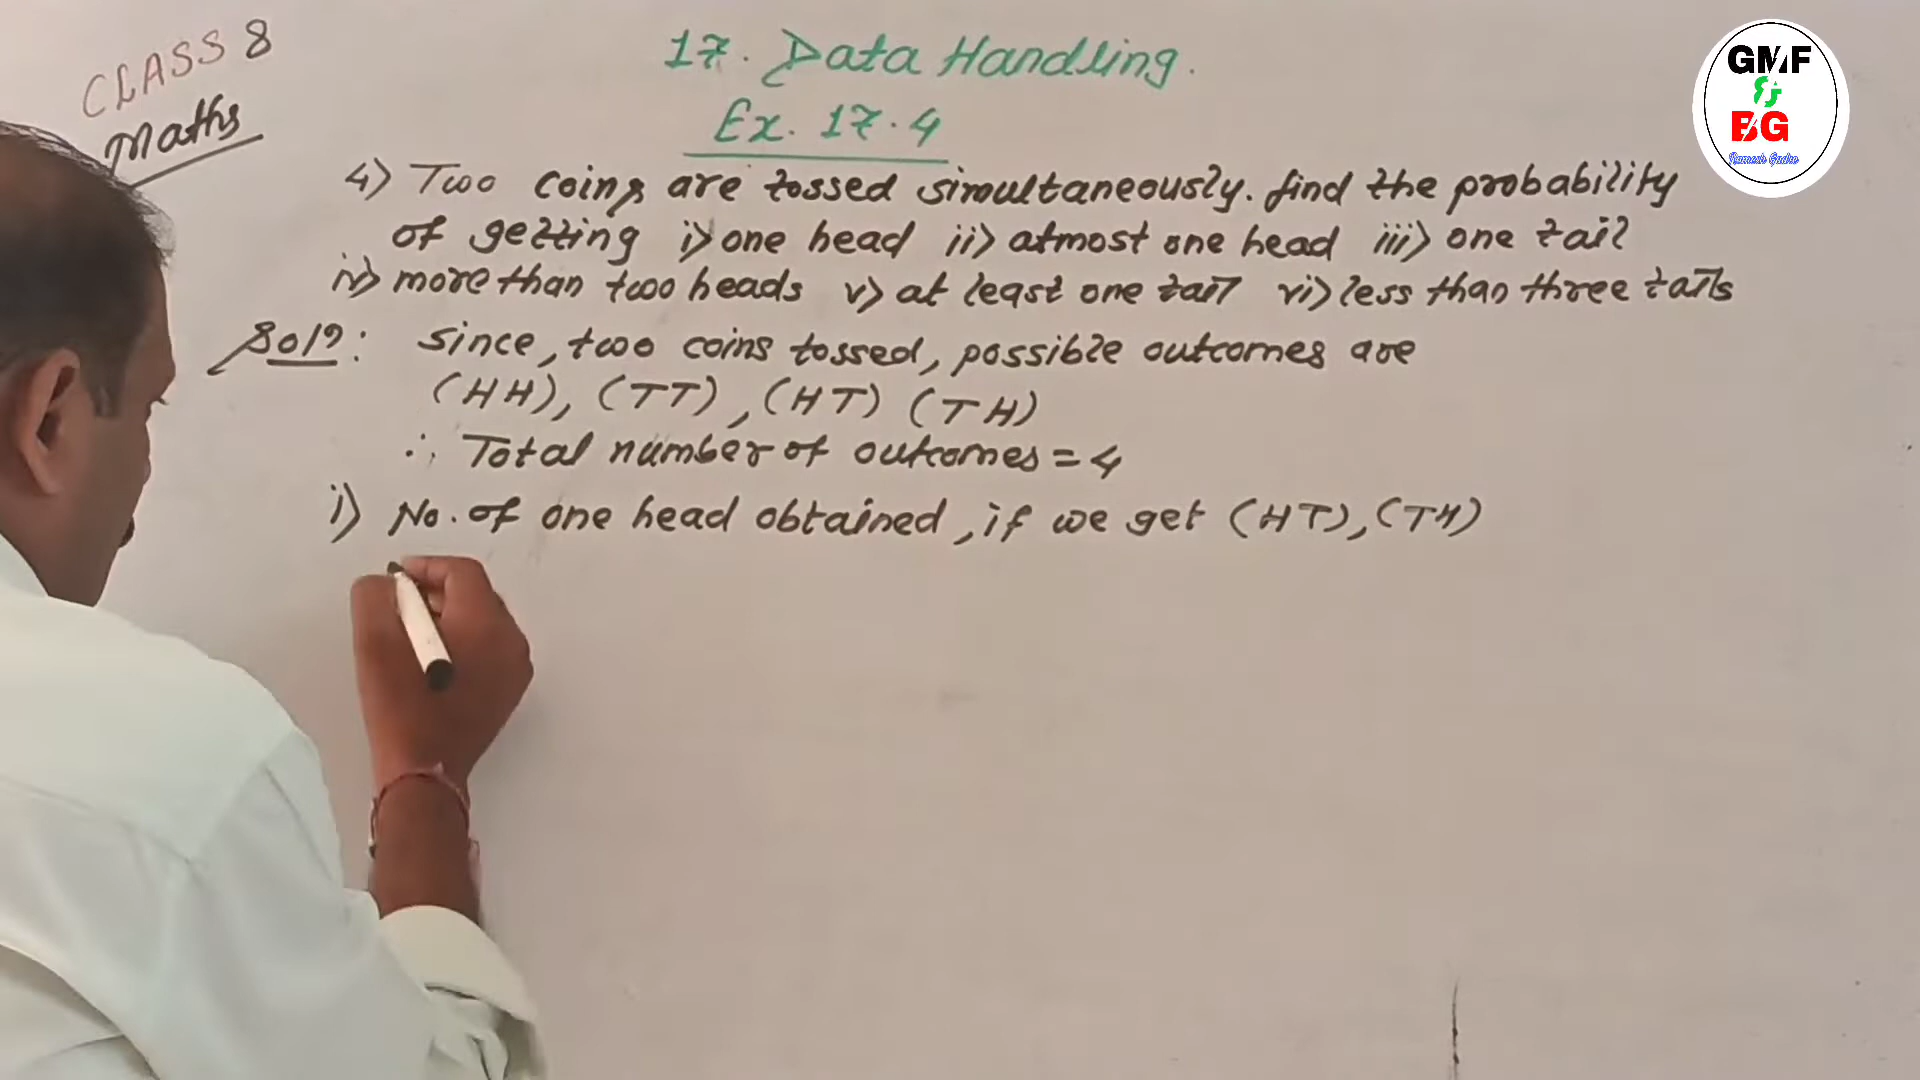 CLASS 8
Maths
17. Data Handling.
Ex. 17.4
4) Two coins are tossed simultaneously. find the probability
of getting i) one head ii) atmost one head iii) one tail
iv) more than two heads v) at least one tail vi) less than three tails
Soln: Since, two coins tossed, possible outcomes are
(HH), (TT), (HT) (TH)
∴ Total number of outcomes = 4
i) No. of one head obtained, if we get (HT), (TH)
GMF
&
BG
Ramesh Gudur